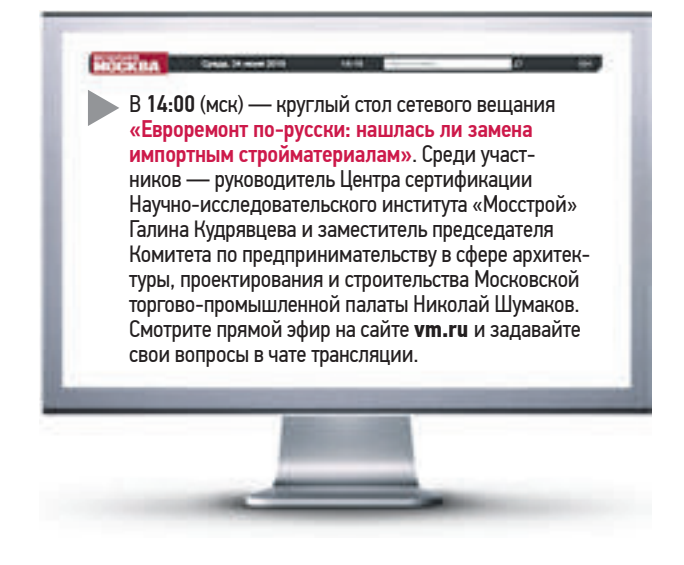 МОСКВА
В 14:00 (мск) — круглый стол сетевого вещания
«Евроремонт по-русски: нашлась ли замена
импортным стройматериалам». Среди участ-
ников — руководитель Центра сертификации
Научно-исследовательского института «Мосстрой»
Галина Кудрявцева и заместитель председателя
Комитета по предпринимательству в сфере архитек-
туры, проектирования и строительства Московской
торгово-промышленной палаты Николай Шумаков.
Смотрите прямой эфир на сайте vm.ru и задавайте
свои вопросы в чате трансляции.